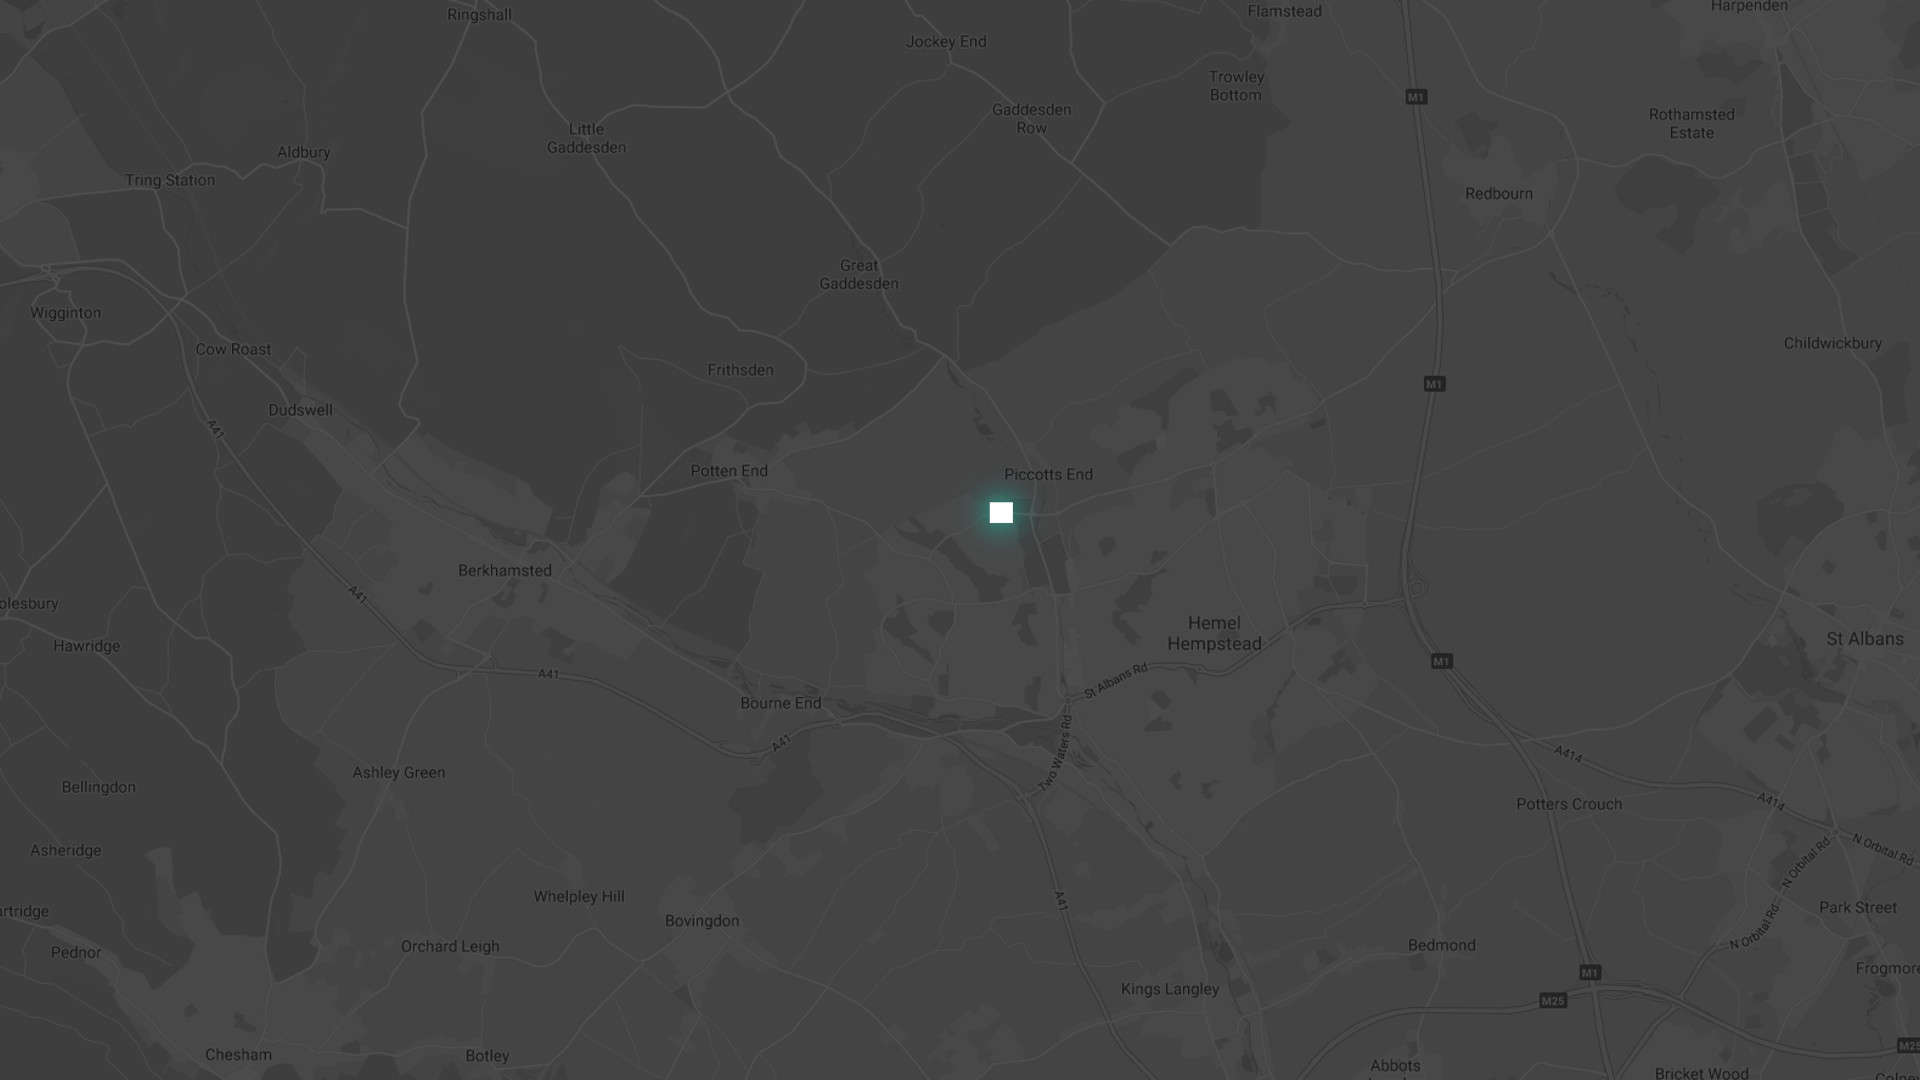 Ringshall
Flamstead
Harpenden
Jockey End
Trowley
Bottom
M1
Gaddesden
Row
Rothamsted
Estate
Little
Gaddesden
Aldbury
Tring Station
Redbourn
Great
Gaddesden
Wigginton
Cow Roast
Childwickbury
Frithsden
M1
Dudswell
A41
Potten End
Piccotts End
Berkhamsted
A41
olesbury
Hawridge
Hemel
Hempstead
St Albans
M1
A41
St Albans Rd
Bourne End
A41
Two Waters Rd
A414
Ashley Green
Bellingdon
A414
Potters Crouch
Asheridge
N Orbital Rd
N Orbital Rd
Whelpley Hill
A41
artridge
Bovingdon
Park Street
N Orbital Rd
Pednor
Orchard Leigh
Bedmond
Frogmore
M1
Kings Langley
M25
M25
Chesham
Botley
Abbots
Bricket Wood